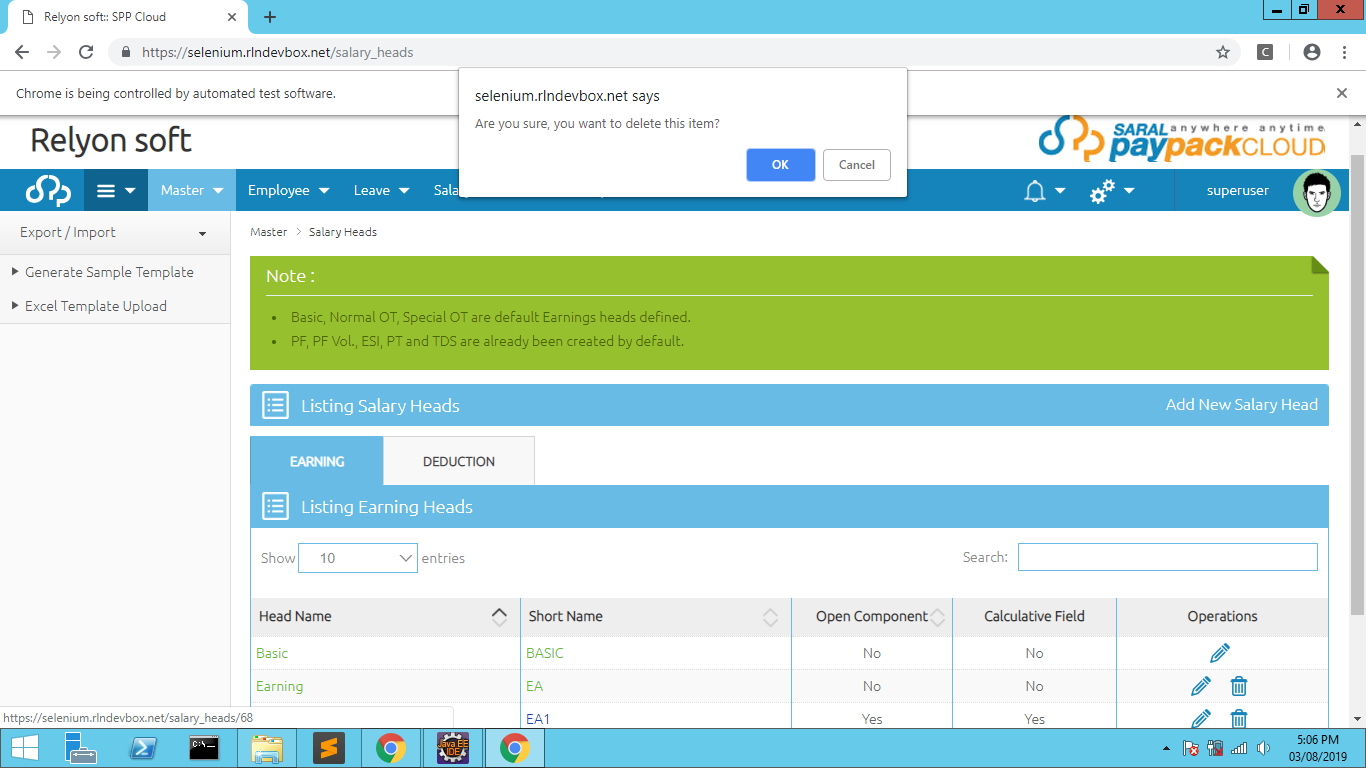 Relyon soft:: SPP Cloud
https://selenium.rlndevbox.net/salary_heads
C
Chrome is being controlled by automated test software.
selenium.rlndevbox.net says
Are you sure, you want to delete this item?
OK
Cancel
Relyon soft
SARAL anywhere anytime
paypackCLOUD
Master
Employee
Leave
superuser
Export / Import
Generate Sample Template
Excel Template Upload
Master > Salary Heads
Note :
• Basic, Normal OT, Special OT are default Earnings heads defined.
• PF, PF Vol., ESI, PT and TDS are already been created by default.
Listing Salary Heads
Add New Salary Head
EARNING
DEDUCTION
Listing Earning Heads
Show 10 entries
Search:
Head Name Short Name Open Component Calculative Field Operations
Basic BASIC No No
Earning EA No No
EA1 Yes Yes
https://selenium.rlndevbox.net/salary_heads/68
C:\_
Java EE
IDE
5:06 PM
03/08/2019